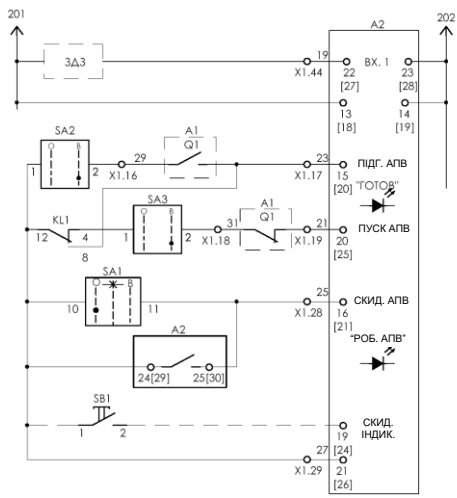 201
202
A2
ЗДЗ
19
X1.44
22
[27]
ВХ. 1
23
[28]
13
[18]
14
[19]
SA2
O
B
1
2
29
X1.16
A1
Q1
23
X1.17
15
[20]
ПІДГ. АПВ
"ГОТОВ"
KL1
12
4
8
SA3
O
B
1
2
31
X1.18
A1
Q1
21
X1.19
20
[25]
ПУСК АПВ
SA1
O
B
10
11
25
X1.28
16
[21]
СКИД. АПВ
A2
24[29]
25[30]
"РОБ. АПВ"
SB1
1
2
19
[24]
СКИД.
ІНДИК.
27
X1.29
21
[26]